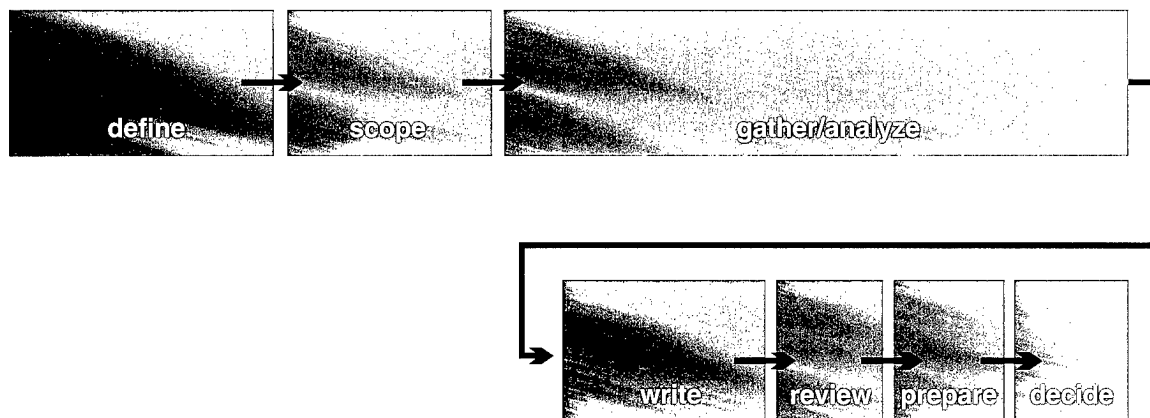 define
scope
gather/analyze
write
review
prepare
decide